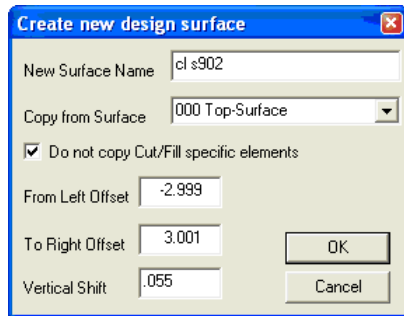 Create new design surface
New Surface Name cl s902
Copy from Surface 000 Top-Surface
Do not copy Cut/Fill specific elements
From Left Offset -2.999
To Right Offset 3.001
OK
Vertical Shift .055
Cancel